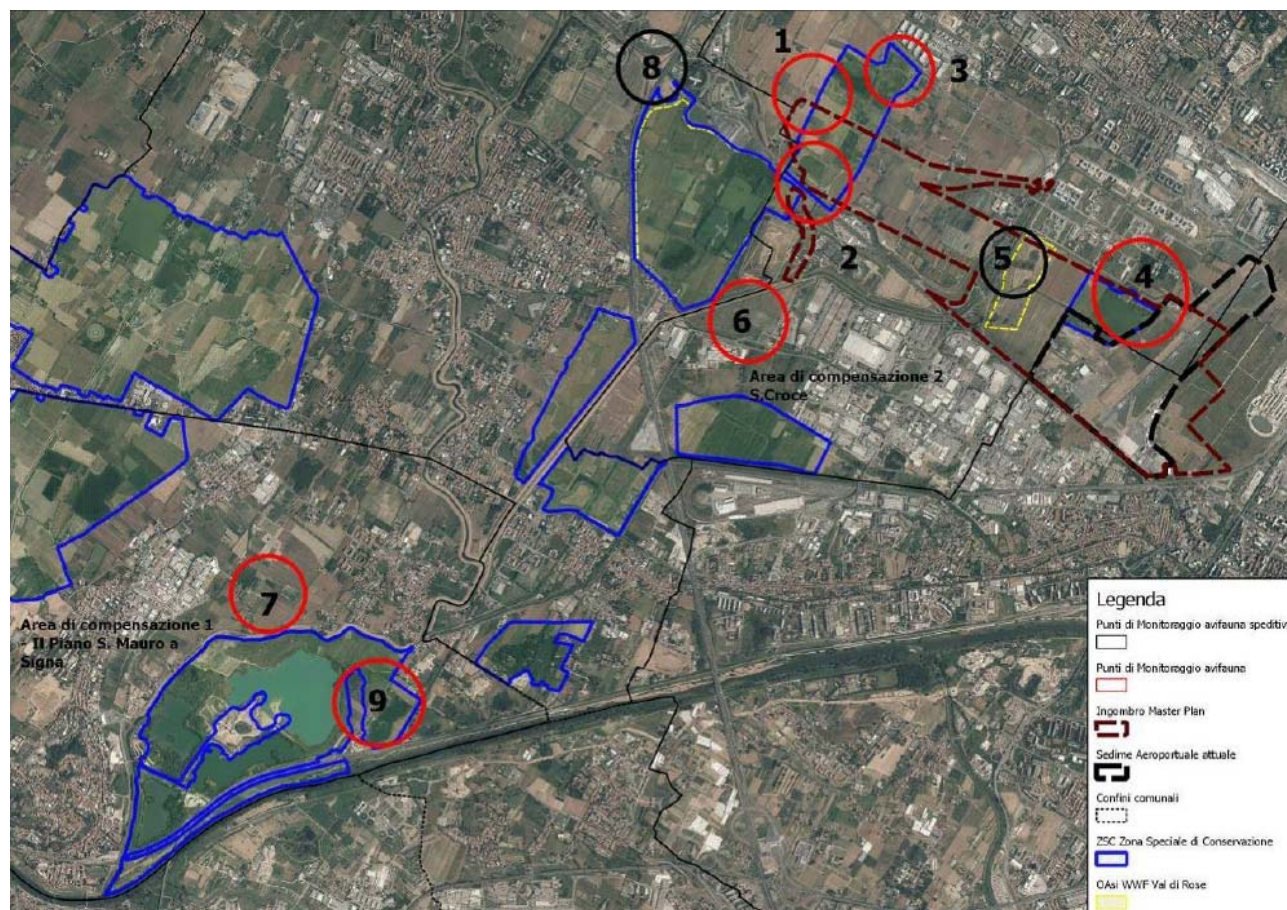 1
8
3
5
4
2
6
Area di compensazione 2
S.Croce
7
Area di compensazione 1
- Il Piano S. Mauro a
Signa
9
Legenda
Punti di Monitoraggio avifauna speditiv
Punti di Monitoraggio avifauna
Ingombro Master Plan
Sedime Aeroportuale attuale
Confini comunali
ZSC Zona Speciale di Conservazione
OAsi WWF Val di Rose